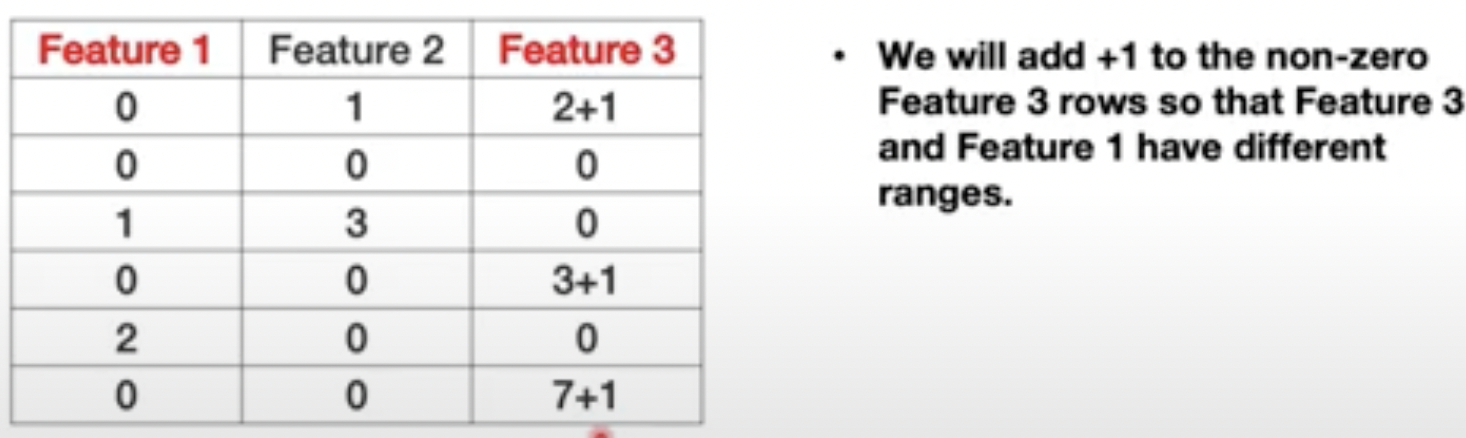 Feature 1 Feature 2 Feature 3
0 1 2+1
0 0 0
1 3 0
0 0 3+1
2 0 0
0 0 7+1
• We will add +1 to the non-zero
Feature 3 rows so that Feature 3
and Feature 1 have different
ranges.